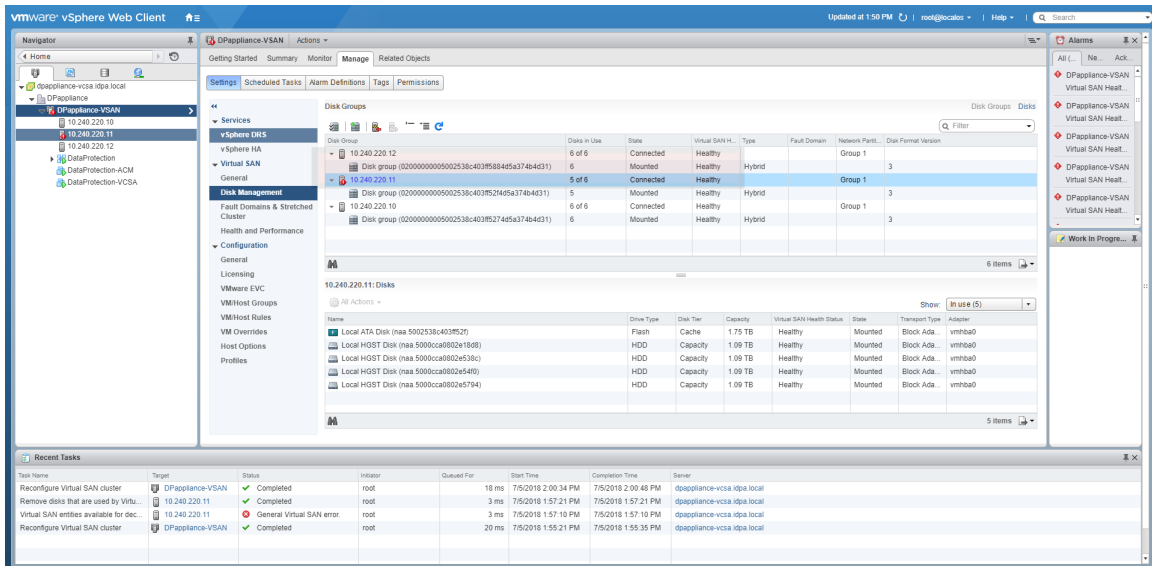 vmware® vSphere Web Client
Updated at 1:50 PM | root@localos | Help | Search
Navigator
Home
dpappliance-vcsa.idpa.local
DPappliance
DPappliance-VSAN
10.240.220.10
10.240.220.11
10.240.220.12
DataProtection
DataProtection-ACM
DataProtection-VCSA
DPappliance-VSAN Actions
Getting Started Summary Monitor Manage Related Objects
Settings Scheduled Tasks Alarm Definitions Tags Permissions
Services
vSphere DRS
vSphere HA
Virtual SAN
General
Disk Management
Fault Domains & Stretched
Cluster
Health and Performance
Configuration
General
Licensing
VMware EVC
VM/Host Groups
VM/Host Rules
VM Overrides
Host Options
Profiles
Disk Groups
Disk Groups Disks
Filter
Disk Group Disks in Use State Virtual SAN H... Type Fault Domain Network Partiti... Disk Format Version
10.240.220.12 6 of 6 Connected Healthy Group 1
Disk group (02000000005002538c403ff5884d5a374b4d31) 6 Mounted Healthy Hybrid 3
10.240.220.11 5 of 6 Connected Healthy Group 1
Disk group (02000000005002538c403ff52f4d5a374b4d31) 5 Mounted Healthy Hybrid 3
10.240.220.10 6 of 6 Connected Healthy Group 1
Disk group (02000000005002538c403ff5274d5a374b4d31) 6 Mounted Healthy Hybrid 3
6 items
10.240.220.11: Disks
All Actions
Show: In use (5)
Name Drive Type Disk Tier Capacity Virtual SAN Health Status State Transport Type Adapter
Local ATA Disk (naa.5002538c403ff52f) Flash Cache 1.75 TB Healthy Mounted Block Ada... vmhba0
Local HGST Disk (naa.5000cca0802e18d8) HDD Capacity 1.09 TB Healthy Mounted Block Ada... vmhba0
Local HGST Disk (naa.5000cca0802e538c) HDD Capacity 1.09 TB Healthy Mounted Block Ada... vmhba0
Local HGST Disk (naa.5000cca0802e54f0) HDD Capacity 1.09 TB Healthy Mounted Block Ada... vmhba0
Local HGST Disk (naa.5000cca0802e5794) HDD Capacity 1.09 TB Healthy Mounted Block Ada... vmhba0
5 items
Alarms
All (... Ne... Ack...
DPappliance-VSAN
Virtual SAN Healt...
DPappliance-VSAN
Virtual SAN Healt...
DPappliance-VSAN
Virtual SAN Healt...
DPappliance-VSAN
Virtual SAN Healt...
DPappliance-VSAN
Virtual SAN Healt...
Work In Progre...
Recent Tasks
Task Name Target Status Initiator Queued For Start Time Completion Time Server
Reconfigure Virtual SAN cluster DPappliance-VSAN Completed root 18 ms 7/5/2018 2:00:34 PM 7/5/2018 2:00:48 PM dpappliance-vcsa.idpa.local
Remove disks that are used by Virtu... 10.240.220.11 Completed root 3 ms 7/5/2018 1:57:21 PM 7/5/2018 1:57:21 PM dpappliance-vcsa.idpa.local
Virtual SAN entities available for dec... 10.240.220.11 General Virtual SAN error. root 3 ms 7/5/2018 1:57:10 PM 7/5/2018 1:57:10 PM dpappliance-vcsa.idpa.local
Reconfigure Virtual SAN cluster DPappliance-VSAN Completed root 20 ms 7/5/2018 1:55:21 PM 7/5/2018 1:55:35 PM dpappliance-vcsa.idpa.local